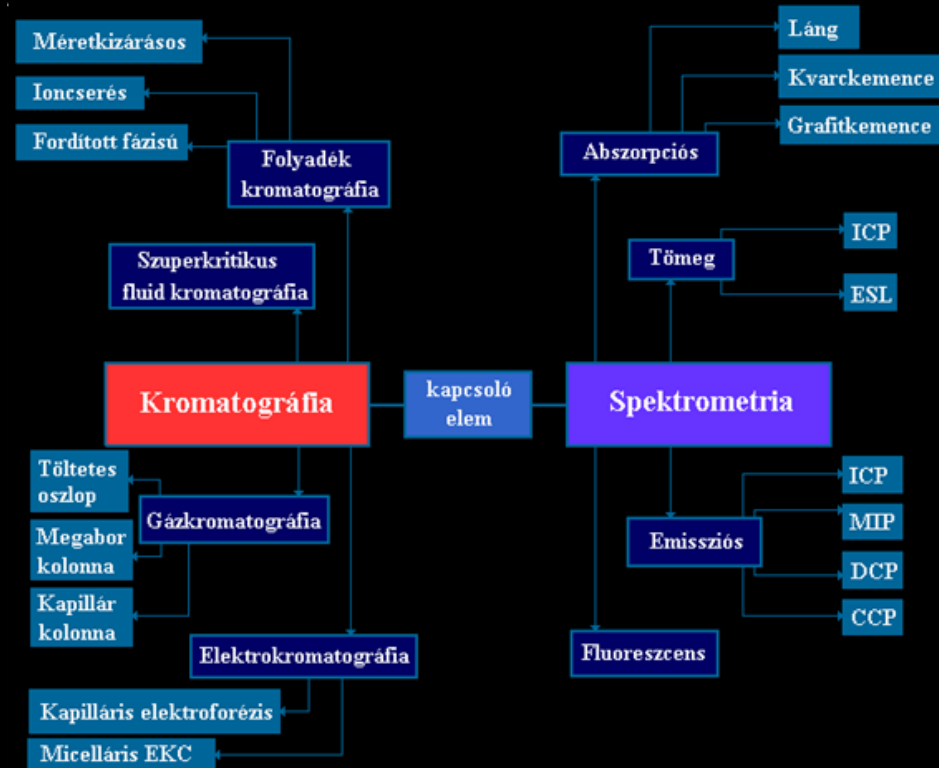 Méretkizárásos
Ioncserés
Fordított fázisú
Folyadék
kromatográfia
Szuperkritikus
fluid kromatográfia
Kromatográfia
Töltetes
oszlop
Megabor
kolonna
Kapillár
kolonna
Gázkromatográfia
Elektrokromatográfia
Kapilláris elektroforézis
Micelláris EKC
kapcsoló
elem
Láng
Kvarckemence
Grafitkemence
Abszorpciós
Tömeg
ICP
ESL
Spektrometria
Emissziós
ICP
MIP
DCP
CCP
Fluoreszcens